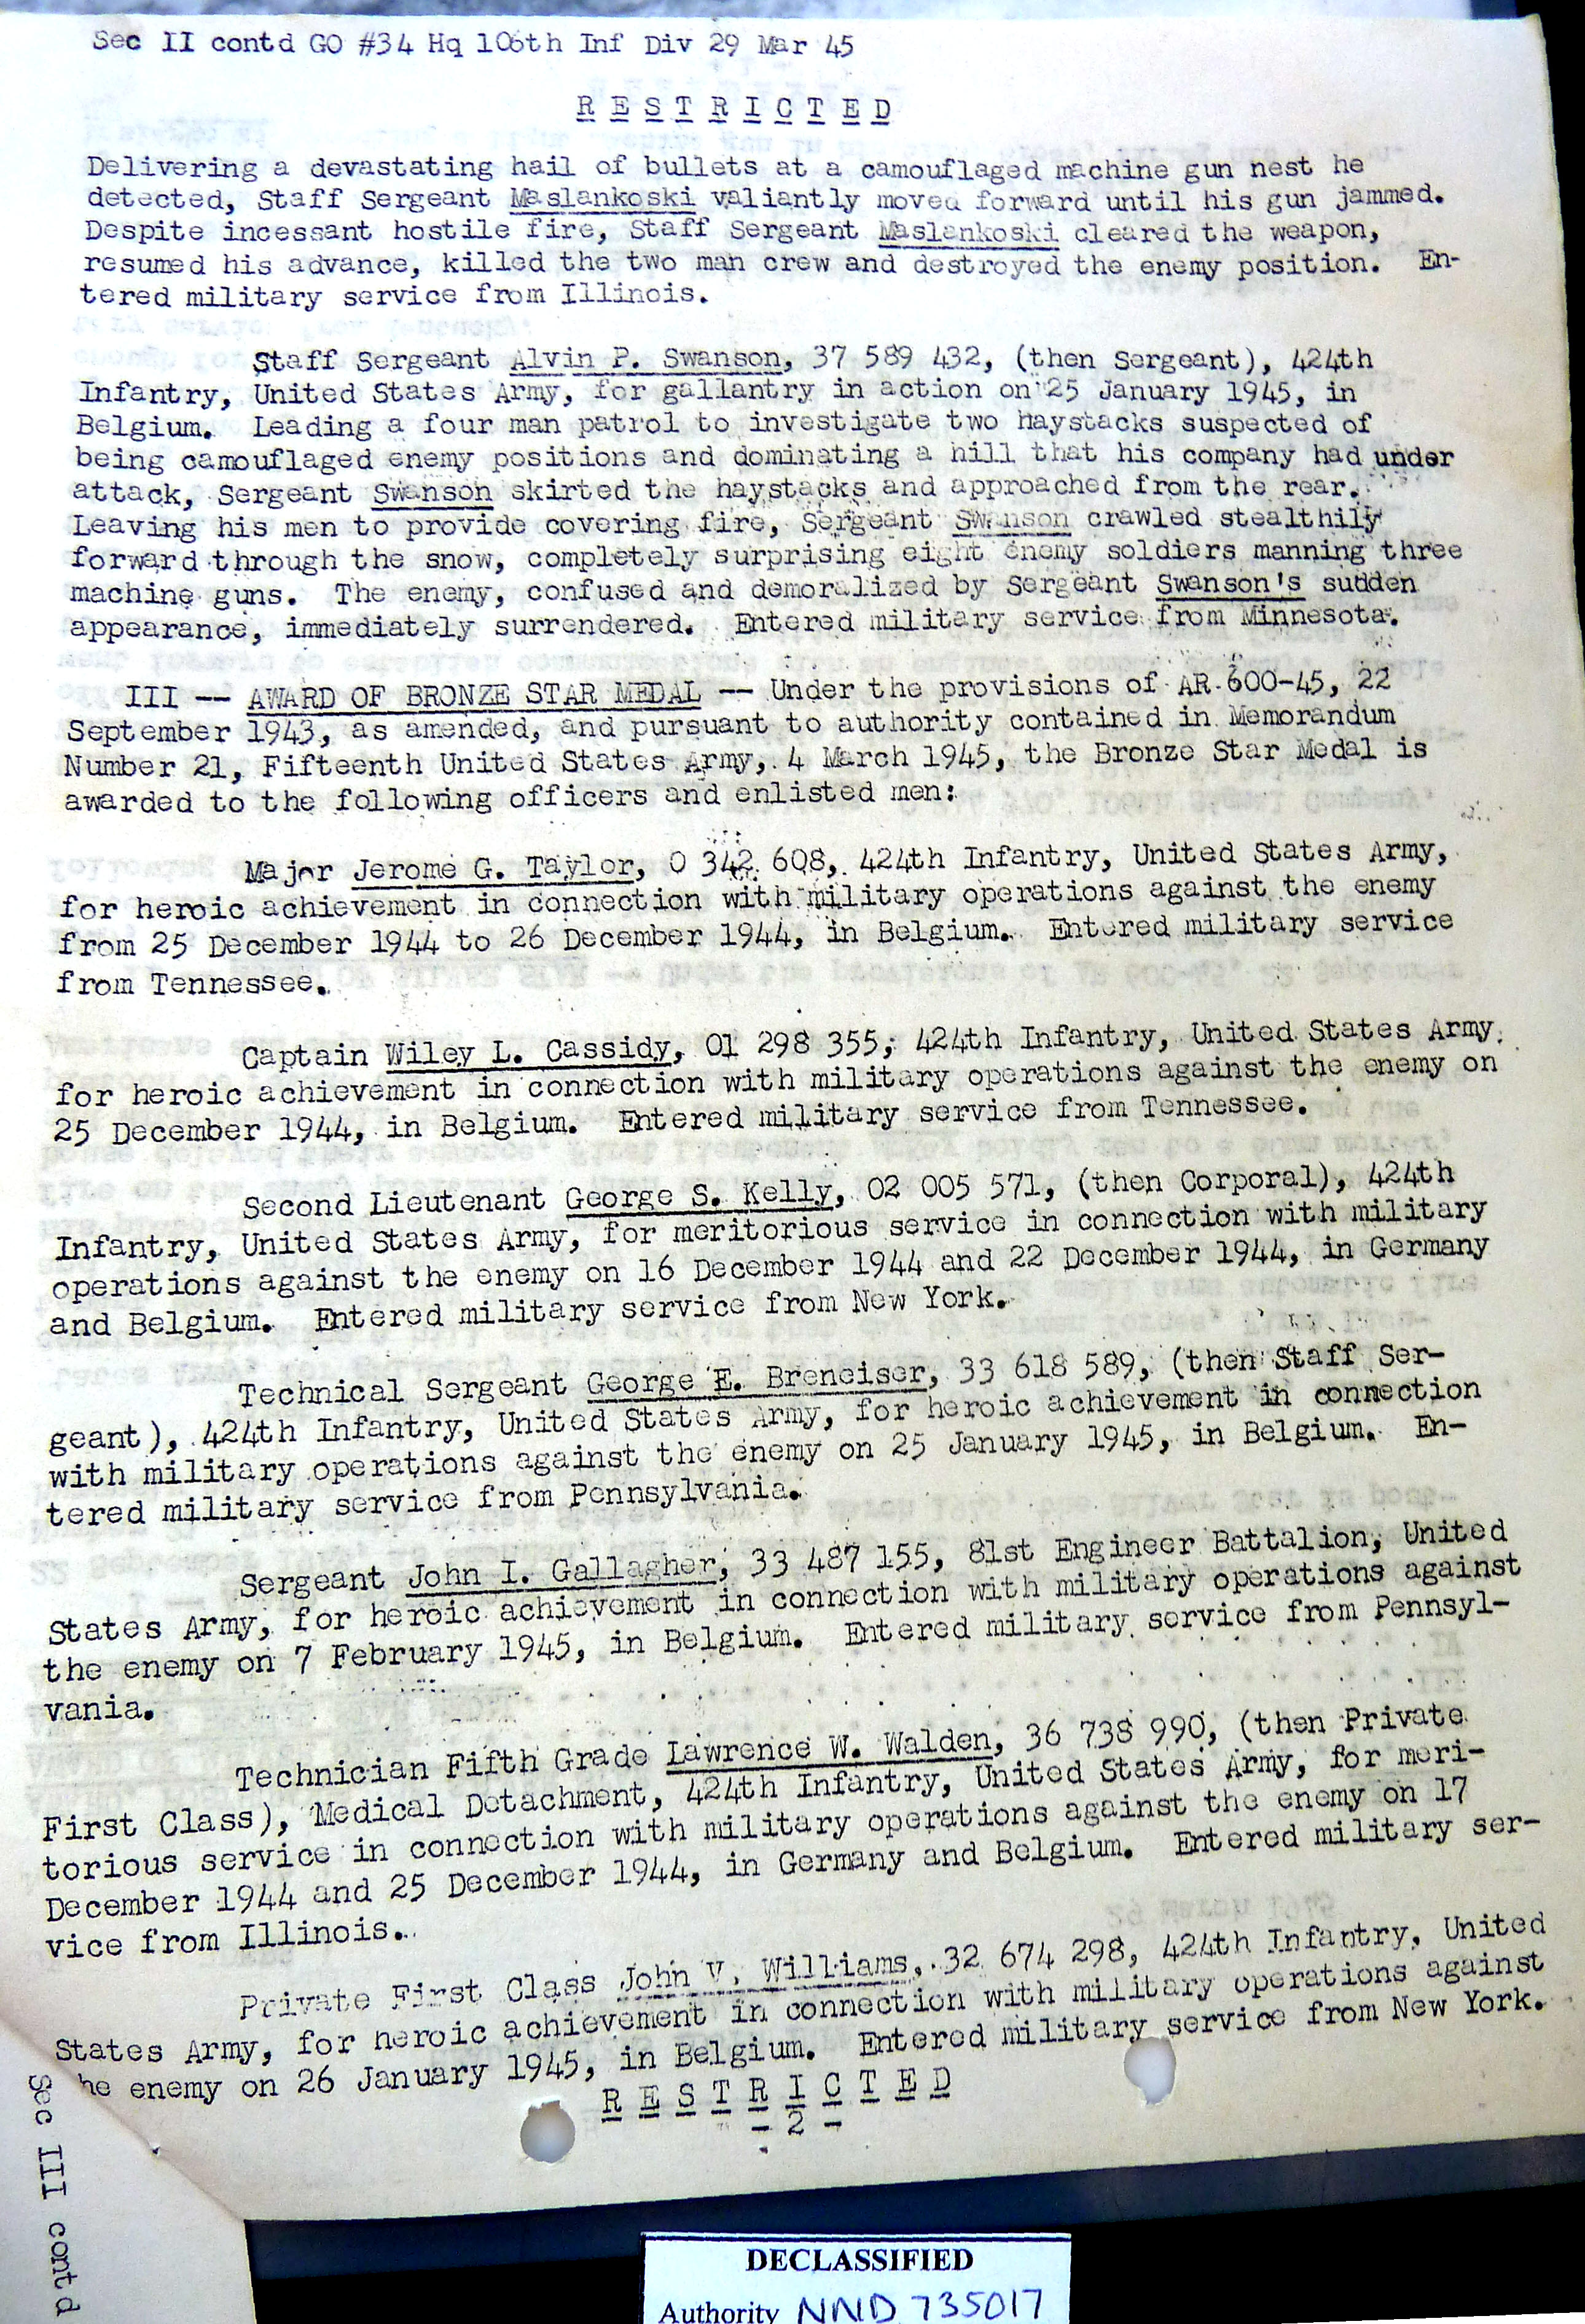 Sec II contd GO #34 Hq 106th Inf Div 29 Mar 45
R E S T R I C T E D
Delivering a devastating hail of bullets at a camouflaged machine gun nest he
detected, Staff Sergeant Maslankoski valiantly moved forward until his gun jammed.
Despite incessant hostile fire, Staff Sergeant Maslankoski cleared the weapon,
resumed his advance, killed the two man crew and destroyed the enemy position. En-
tered military service from Illinois.
Staff Sergeant Alvin P. Swanson, 37 589 432, (then Sergeant), 424th
Infantry, United States Army, for gallantry in action on 25 January 1945, in
Belgium. Leading a four man patrol to investigate two haystacks suspected of
being camouflaged enemy positions and dominating a hill that his company had under
attack, Sergeant Swanson skirted the haystacks and approached from the rear.
Leaving his men to provide covering fire, Sergeant Swanson crawled stealthily
forward through the snow, completely surprising eight enemy soldiers manning three
machine guns. The enemy, confused and demoralized by Sergeant Swanson's sudden
appearance, immediately surrendered. Entered military service from Minnesota.
III -- AWARD OF BRONZE STAR MEDAL -- Under the provisions of AR 600-45, 22
September 1943, as amended, and pursuant to authority contained in Memorandum
Number 21, Fifteenth United States Army, 4 March 1945, the Bronze Star Medal is
awarded to the following officers and enlisted men:
Major Jerome G. Taylor, O 342 608, 424th Infantry, United States Army,
for heroic achievement in connection with military operations against the enemy
from 25 December 1944 to 26 December 1944, in Belgium. Entered military service
from Tennessee.
Captain Wiley L. Cassidy, O1 298 355, 424th Infantry, United States Army,
for heroic achievement in connection with military operations against the enemy on
25 December 1944, in Belgium. Entered military service from Tennessee.
Second Lieutenant George S. Kelly, O2 005 571, (then Corporal), 424th
Infantry, United States Army, for meritorious service in connection with military
operations against the enemy on 16 December 1944 and 22 December 1944, in Germany
and Belgium. Entered military service from New York.
Technical Sergeant George E. Breneiser, 33 618 589, (then Staff Ser-
geant), 424th Infantry, United States Army, for heroic achievement in connection
with military operations against the enemy on 25 January 1945, in Belgium. En-
tered military service from Pennsylvania.
Sergeant John I. Gallagher, 33 487 155, 81st Engineer Battalion, United
States Army, for heroic achievement in connection with military operations against
the enemy on 7 February 1945, in Belgium. Entered military service from Pennsyl-
vania.
Technician Fifth Grade Lawrence W. Walden, 36 738 990, (then Private
First Class), Medical Detachment, 424th Infantry, United States Army, for meri-
torious service in connection with military operations against the enemy on 17
December 1944 and 25 December 1944, in Germany and Belgium. Entered military ser-
vice from Illinois.
Private First Class John V. Williams, 32 674 298, 424th Infantry, United
States Army, for heroic achievement in connection with military operations against
he enemy on 26 January 1945, in Belgium. Entered military service from New York.
R E S T R I C T E D
- 2 -
Sec III contd
DECLASSIFIED
Authority NND 735017